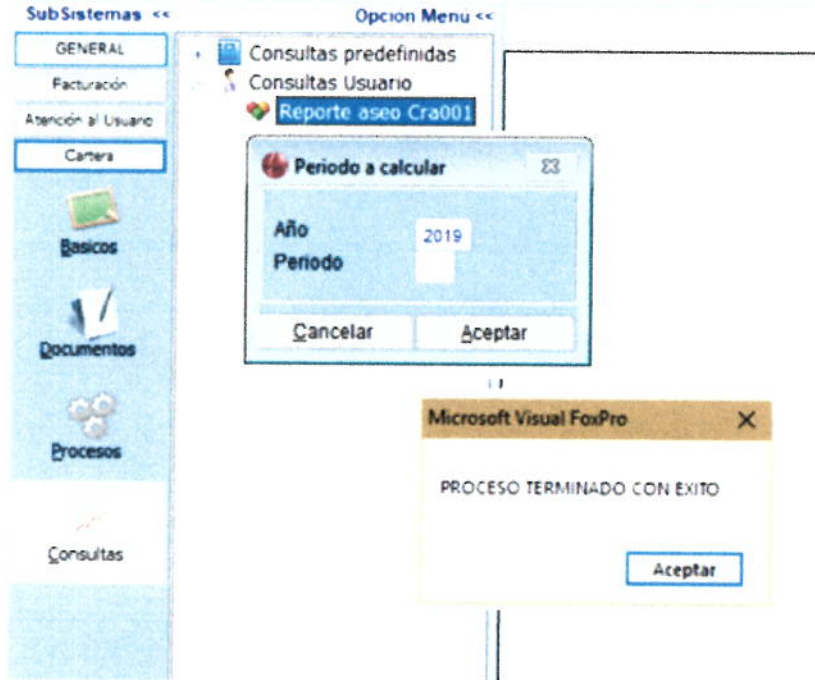 SubSistemas <<
Opcion Menú <<
GENERAL
Facturación
Atención al Usuario
Cartera
Basicos
Documentos
Procesos
Consultas
Consultas predefinidas
Consultas Usuario
Reporte aseo Cra001
Periodo a calcular
Año 2019
Periodo
Cancelar Aceptar
Microsoft Visual FoxPro
PROCESO TERMINADO CON EXITO
Aceptar